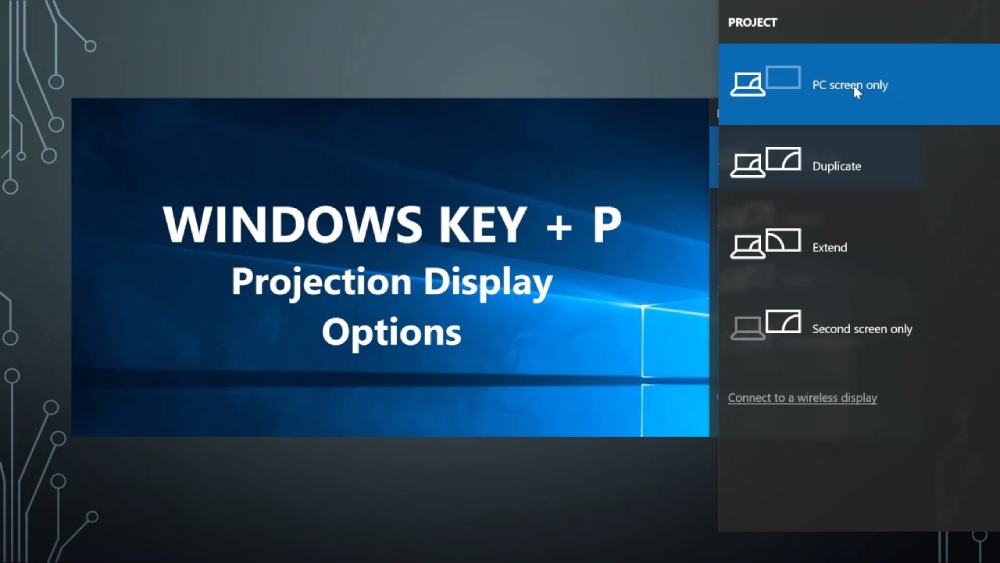 WINDOWS KEY + P
Projection Display
Options
PROJECT
PC screen only
Duplicate
Extend
Second screen only
Connect to a wireless display